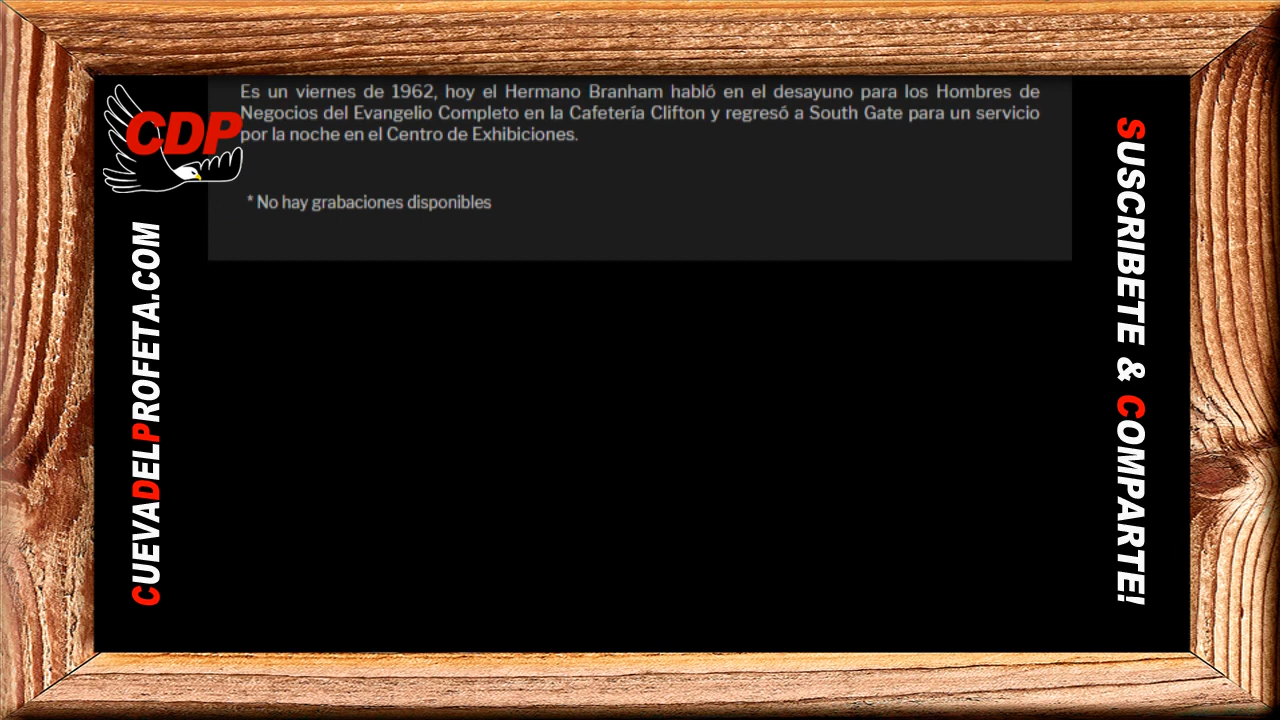 Es un viernes de 1962, hoy el Hermano Branham habló en el desayuno para los Hombres de
Negocios del Evangelio Completo en la Cafetería Clifton y regresó a South Gate para un servicio
por la noche en el Centro de Exhibiciones.
* No hay grabaciones disponibles
CDP
CUEVADELPROFETA.COM
SUSCRIBETE & COMPARTE!